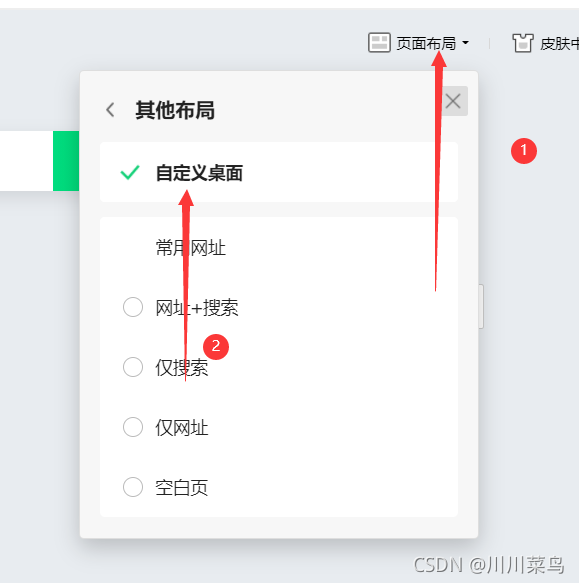 页面布局
皮肤中
其他布局
1
自定义桌面
常用网址
网址+搜索
2
仅搜索
仅网址
空白页
CSDN @川川菜鸟